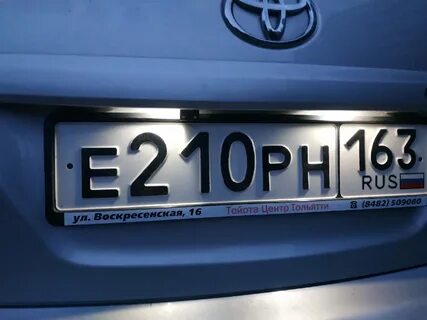 Е210РН 163
RUS
ул. Воскресенская, 16 Тойота Центр Тольятти ☎ (8482) 509060